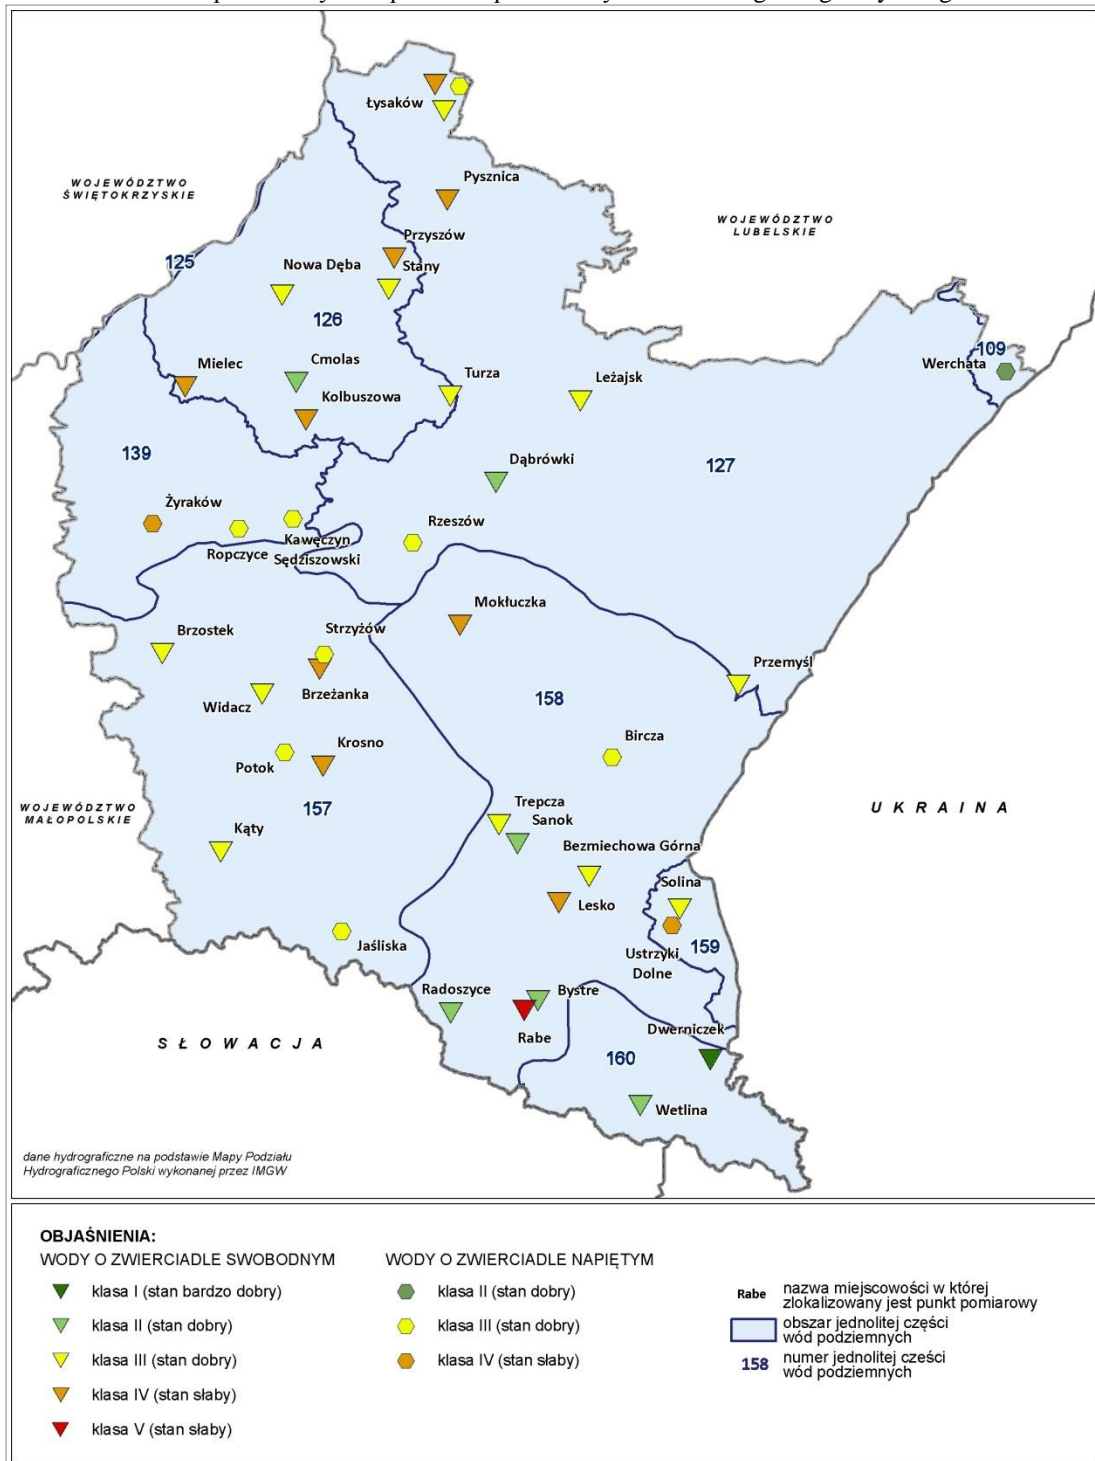 Łysaków
WOJEWÓDZTWO
ŚWIĘTOKRZYSKIE
Pysznica
WOJEWÓDZTWO
LUBELSKIE
Przyszów
Stany
125
Nowa Dęba
126
109
Werchata
Mielec
Cmolas
Kolbuszowa
Turza
Leżajsk
139
127
Dąbrówki
Żyraków
Ropczyce
Kawęczyn
Sędziszowski
Rzeszów
Mokłuczka
Brzostek
Strzyżów
Brzeżanka
Przemyśl
Widacz
158
Krosno
Potok
Bircza
WOJEWÓDZTWO
MAŁOPOLSKIE
157
UKRAINA
Trepcza
Sanok
Kąty
Bezmiechowa Górna
Solina
Lesko
159
Ustrzyki
Dolne
Jaśliska
Radoszyce
Bystre
Rabe
Dwerniczek
SŁOWACJA
160
Wetlina
dane hydrograficzne na podstawie Mapy Podziału
Hydrograficznego Polski wykonanej przez IMGW
OBJAŚNIENIA:
WODY O ZWIERCIADLE SWOBODNYM
klasa I (stan bardzo dobry)
klasa II (stan dobry)
klasa III (stan dobry)
klasa IV (stan słaby)
klasa V (stan słaby)
WODY O ZWIERCIADLE NAPIĘTYM
klasa II (stan dobry)
klasa III (stan dobry)
klasa IV (stan słaby)
Rabe nazwa miejscowości w której
zlokalizowany jest punkt pomiarowy
obszar jednolitej części
wód podziemnych
158 numer jednolitej cześci
wód podziemnych